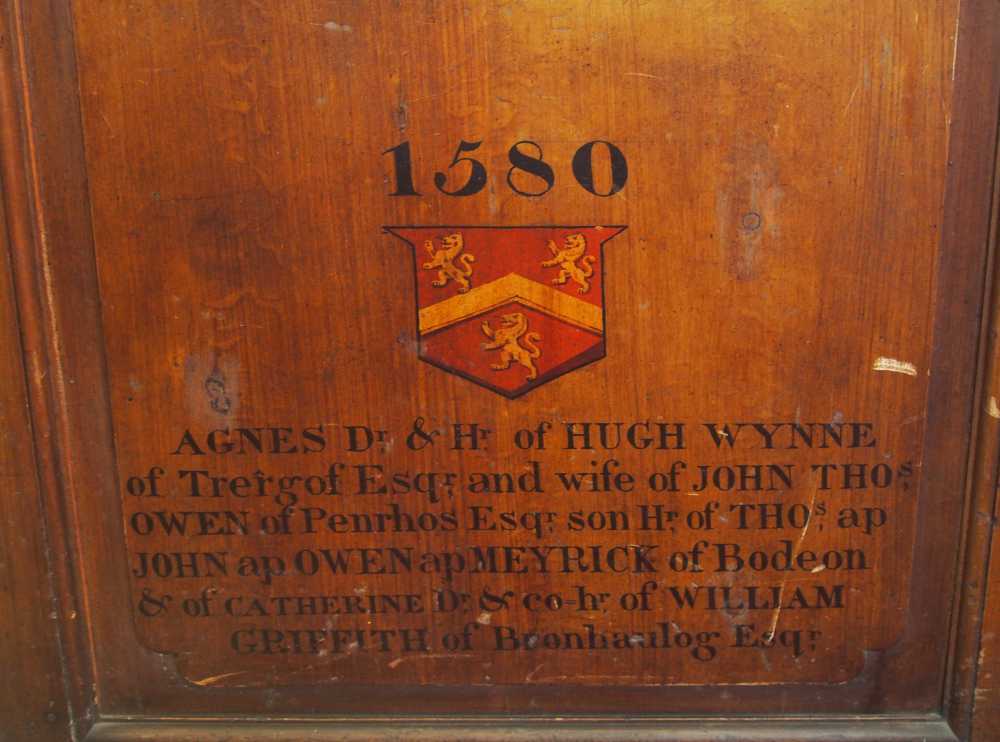 1580
AGNES Dr & Hr of HUGH WYNNE
of Trefrgof Esqr and wife of JOHN THOs,
OWEN of Penrhos Esqr son Hr of THOs, ap
JOHN ap OWEN ap MEYRICK of Bodeon
& of CATHERINE Dr & co-hr of WILLIAM
GRIFFITH of Bronhaulog Esqr